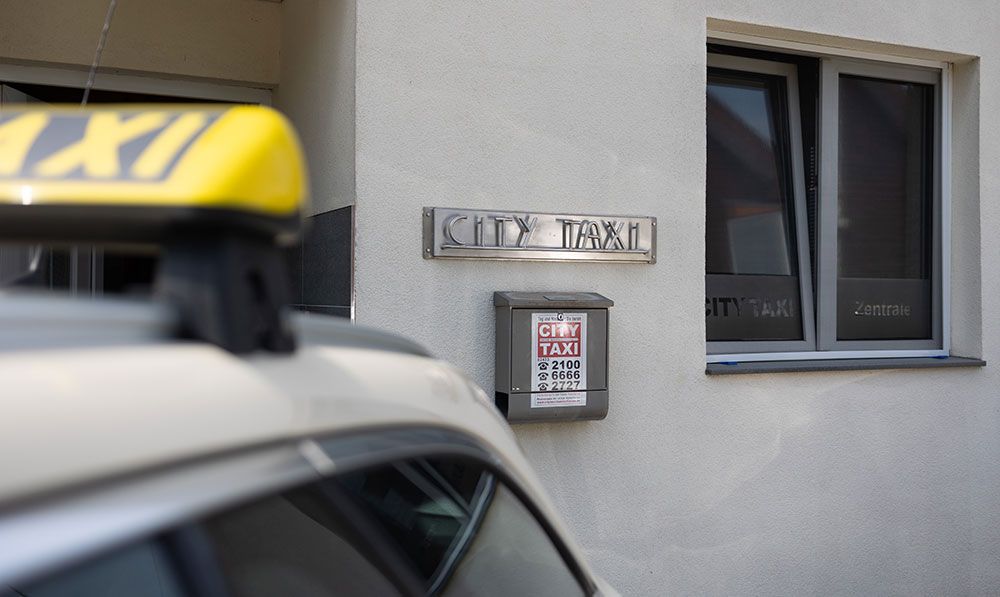 TAXI
CITY TAXI
CITY
TAXI
2100
6666
2727
CITY TAXI
Zentrale